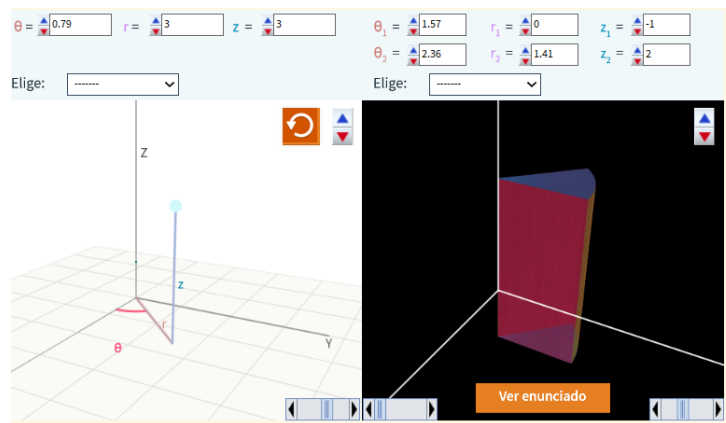 θ = 0.79 r = 3 z = 3
Elige: -------
Z
z
r
θ
Y
θ₁ = 1.57 r₁ = 0 z₁ = -1
θ₂ = 2.36 r₂ = 1.41 z₂ = 2
Elige: -------
Ver enunciado